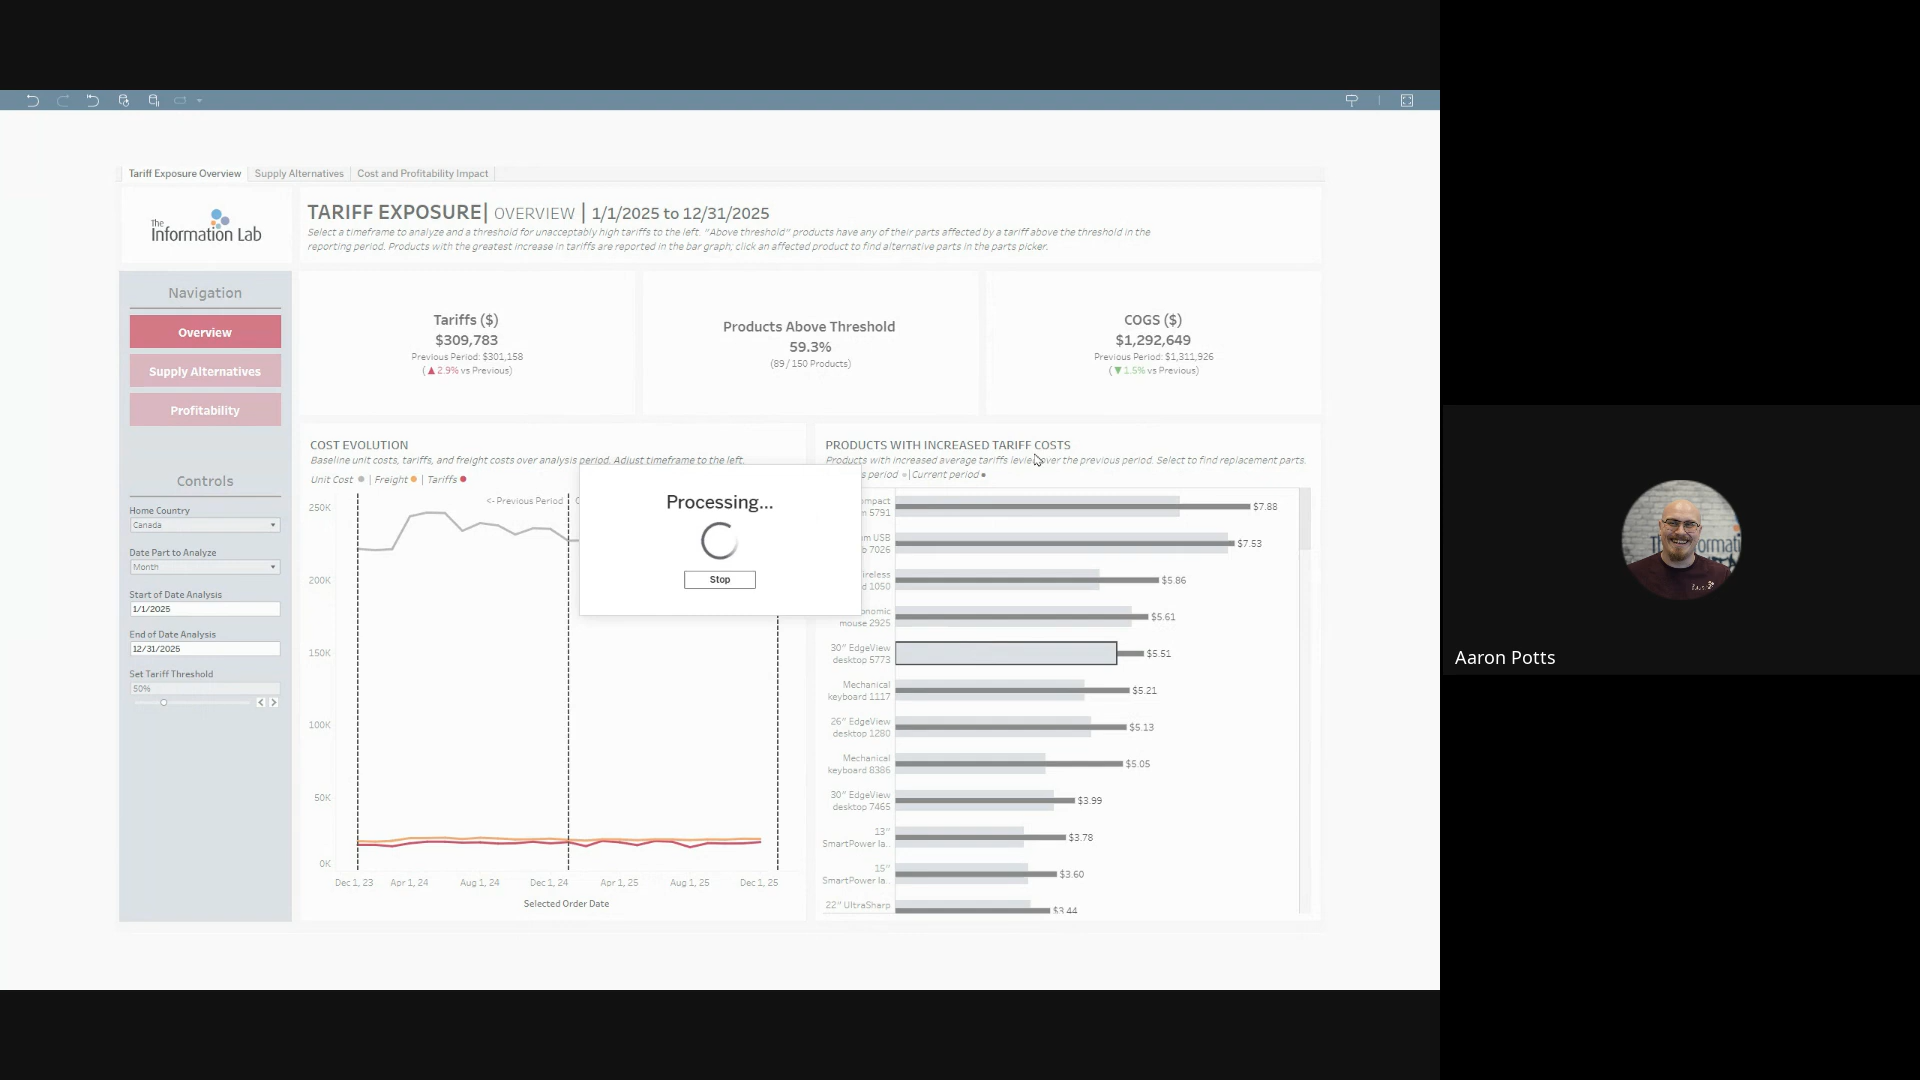 Tariff Exposure Overview
Supply Alternatives
Cost and Profitability Impact
The
Information Lab
TARIFF EXPOSURE| OVERVIEW | 1/1/2025 to 12/31/2025
Select a timeframe to analyze and a threshold for unacceptably high tariffs to the left. "Above threshold" products have any of their parts affected by a tariff above the threshold in the
reporting period. Products with the greatest increase in tariffs are reported in the bar graph; click an affected product to find alternative parts in the parts picker.
Navigation
Overview
Supply Alternatives
Profitability
Controls
Home Country
Canada
Date Part to Analyze
Month
Start of Date Analysis
1/1/2025
End of Date Analysis
12/31/2025
Set Tariff Threshold
50%
Tariffs ($)
$309,783
Previous Period: $301,158
(▲2.9% vs Previous)
Products Above Threshold
59.3%
(89 / 150 Products)
COGS ($)
$1,292,649
Previous Period: $1,311,926
(▼1.5% vs Previous)
COST EVOLUTION
Baseline unit costs, tariffs, and freight costs over analysis period. Adjust timeframe to the left.
Unit Cost ● | Freight ● | Tariffs ●
<- Previous Period
250K
200K
150K
100K
50K
0K
Dec 1, 23
Apr 1, 24
Aug 1, 24
Dec 1, 24
Apr 1, 25
Aug 1, 25
Dec 1, 25
Selected Order Date
Processing...
Stop
PRODUCTS WITH INCREASED TARIFF COSTS
Products with increased average tariffs over the previous period. Select to find replacement parts.
s period ● | Current period ●
mpact
n 5791
$7.88
m USB
b 7026
$7.53
ireless
d 1050
$5.86
onomic
mouse 2925
$5.61
30" EdgeView
desktop 5773
$5.51
Mechanical
keyboard 1117
$5.21
26" EdgeView
desktop 1280
$5.13
Mechanical
keyboard 8386
$5.05
30" EdgeView
desktop 7465
$3.99
13"
SmartPower la..
$3.78
15"
SmartPower la..
$3.60
22" UltraSharp
$3.44
Aaron Potts